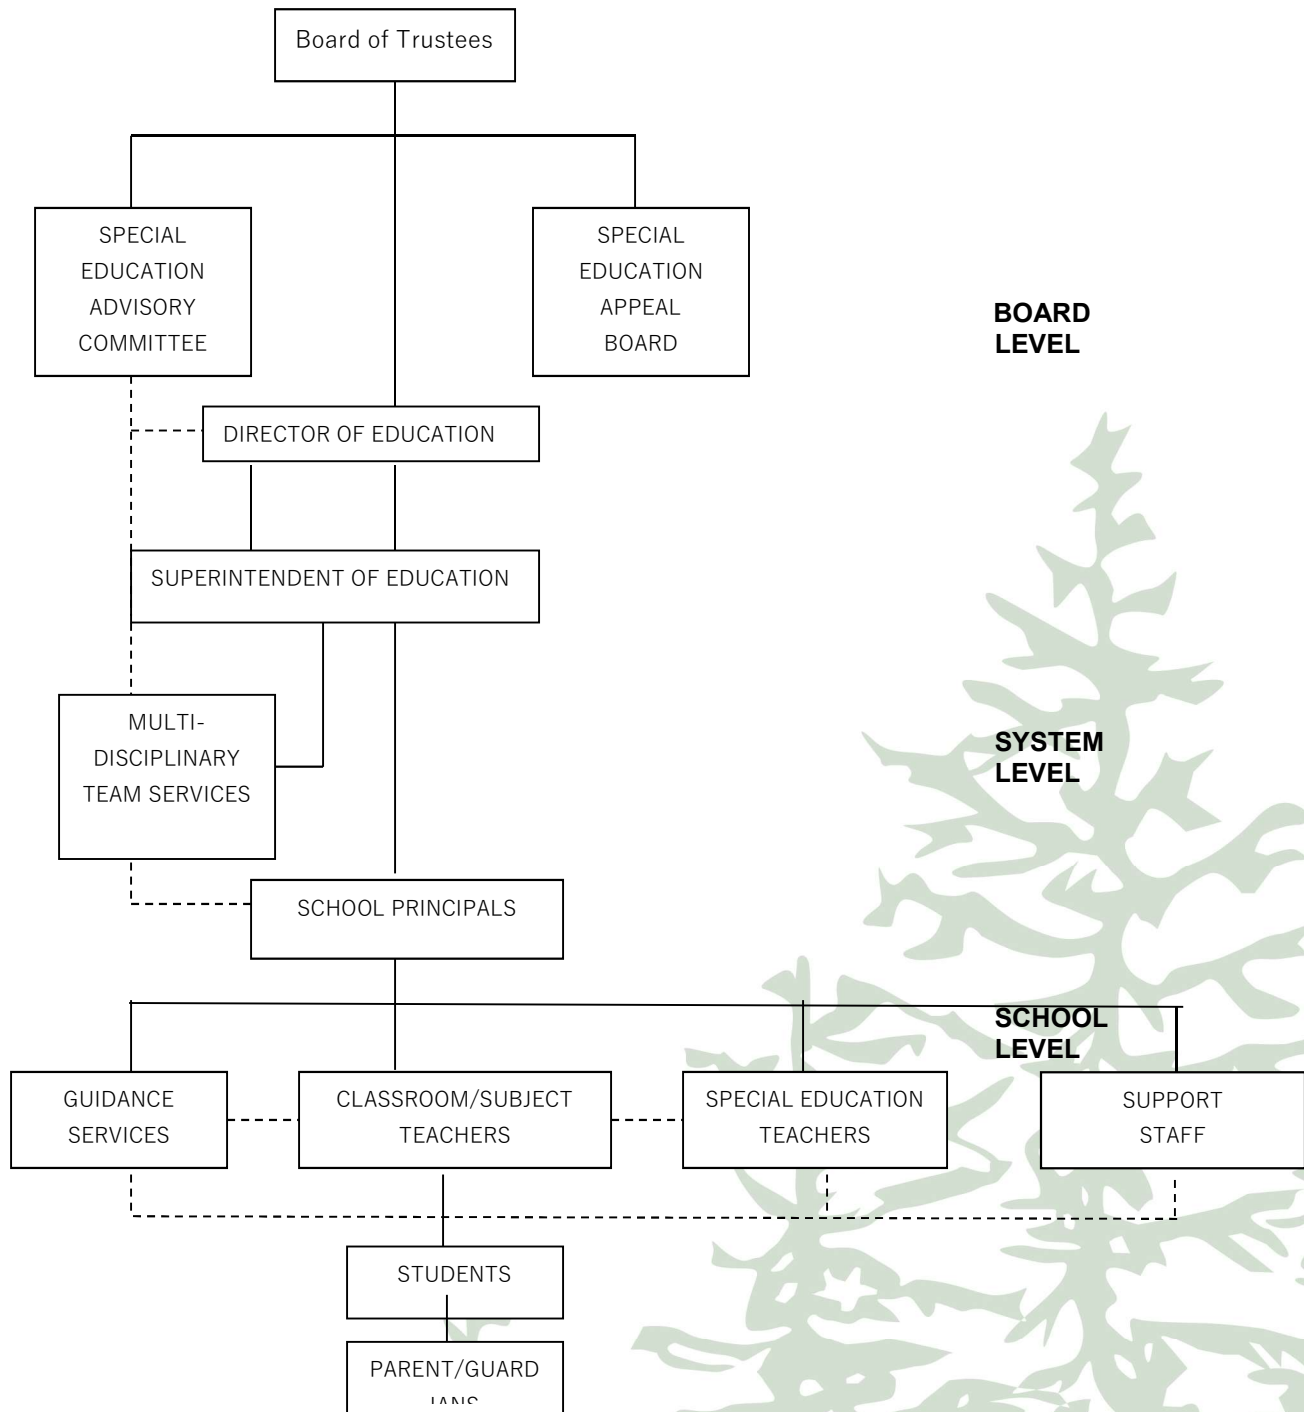 Board of Trustees
SPECIAL
EDUCATION
ADVISORY
COMMITTEE
SPECIAL
EDUCATION
APPEAL
BOARD
BOARD
LEVEL
DIRECTOR OF EDUCATION
SUPERINTENDENT OF EDUCATION
MULTI-
DISCIPLINARY
TEAM SERVICES
SYSTEM
LEVEL
SCHOOL PRINCIPALS
SCHOOL
LEVEL
GUIDANCE
SERVICES
CLASSROOM/SUBJECT
TEACHERS
SPECIAL EDUCATION
TEACHERS
SUPPORT
STAFF
STUDENTS
PARENT/GUARD
IANS